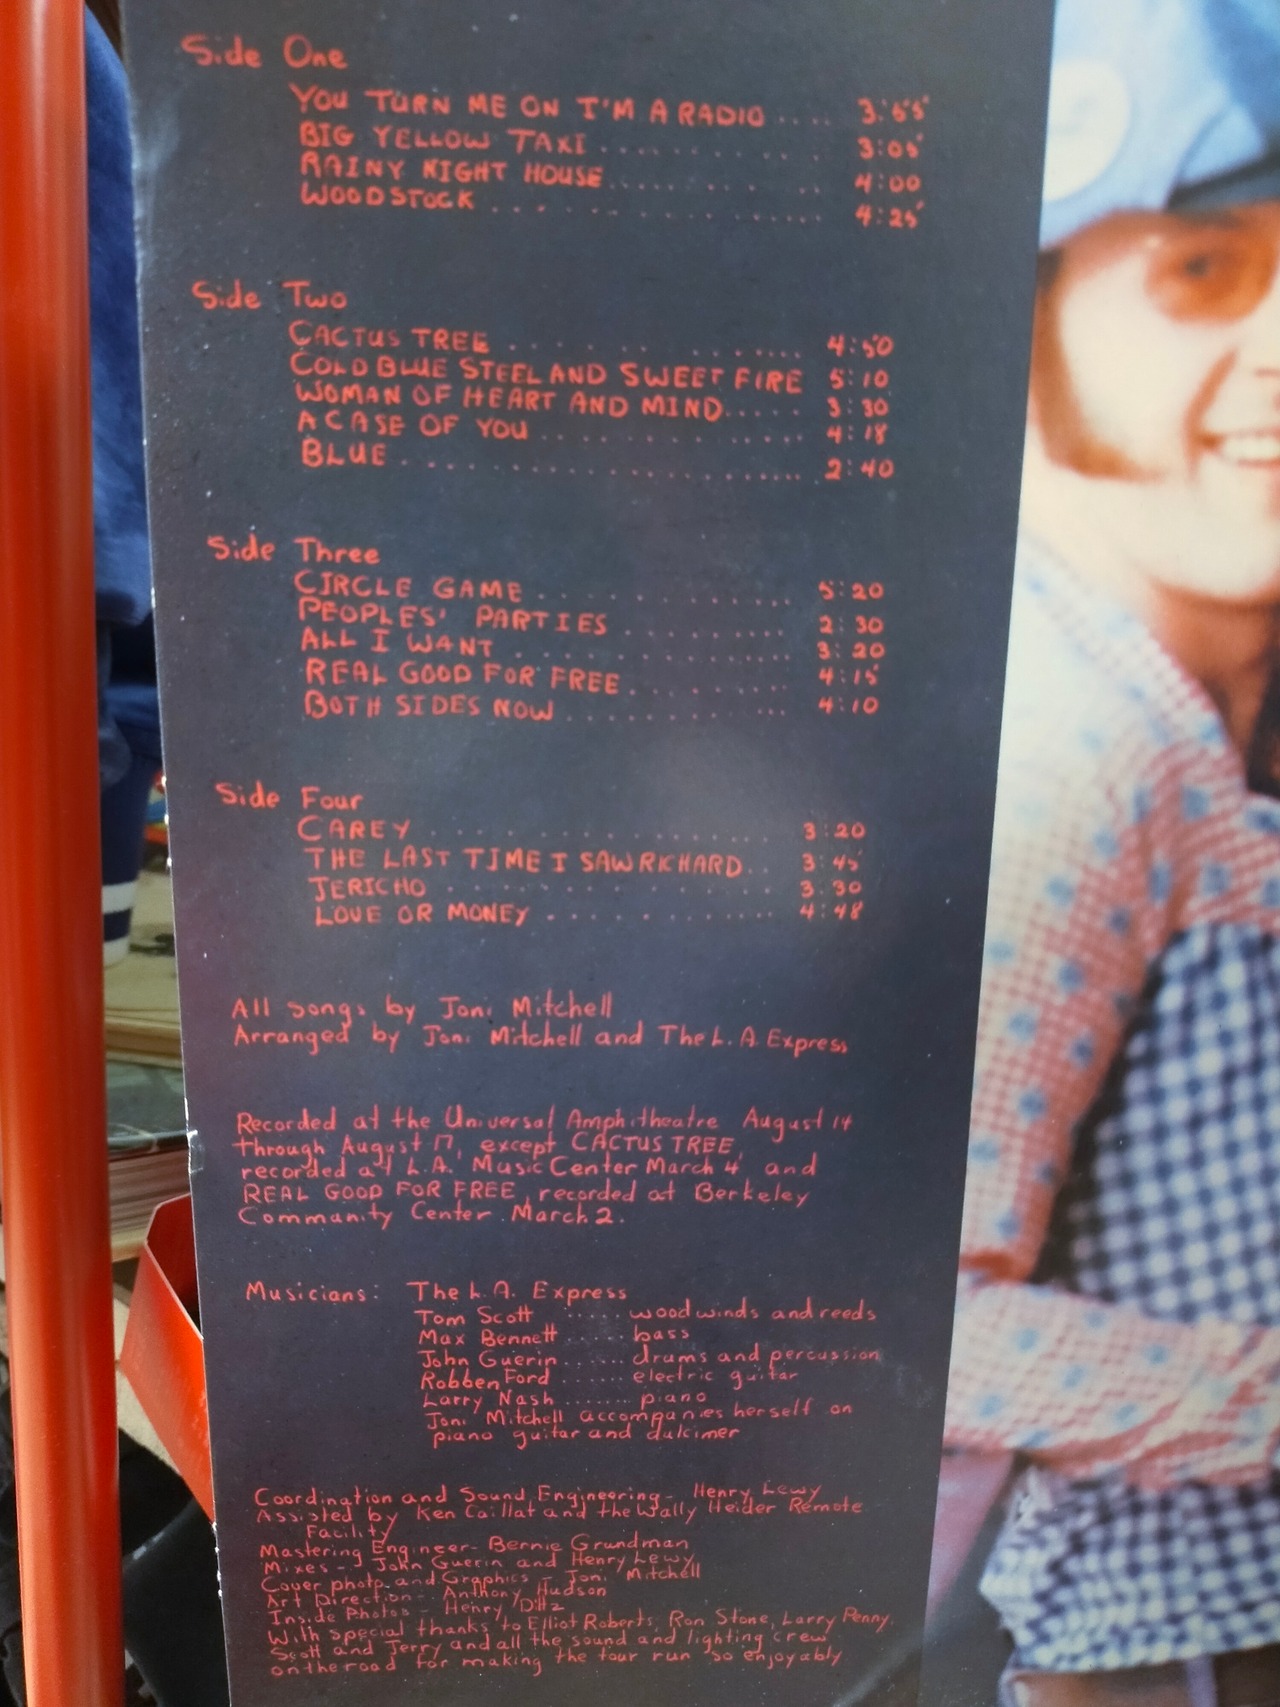 Side One
YOU TURN ME ON I'M A RADIO .... 3:55
BIG YELLOW TAXI .......... 3:05
RAINY NIGHT HOUSE ........ 4:00
WOODSTOCK ............... 4:25
Side Two
CACTUS TREE ............ 4:50
COLD BLUE STEEL AND SWEET FIRE 5:10
WOMAN OF HEART AND MIND ..... 3:30
A CASE OF YOU ............. 4:18
BLUE ..................... 2:40
Side Three
CIRCLE GAME ............. 5:20
PEOPLES' PARTIES ......... 2:30
ALL I WANT .............. 3:20
REAL GOOD FOR FREE ........ 4:15
BOTH SIDES NOW ........... 4:10
Side Four
CAREY ................. 3:20
THE LAST TIME I SAW RICHARD .. 3:45
JERICHO .............. 3:30
LOVE OR MONEY ........... 4:48
All songs by Joni Mitchell
Arranged by Joni Mitchell and The L.A. Express
Recorded at the Universal Amphitheatre August 14
through August 17, except CACTUS TREE,
recorded at L.A. Music Center March 4, and
REAL GOOD FOR FREE, recorded at Berkeley
Community Center March 2.
Musicians: The L.A. Express
Tom Scott ..... woodwinds and reeds
Max Bennett ...... bass
John Guerin ....... drums and percussion
Robben Ford ....... electric guitar
Larry Nash ........ piano
Joni Mitchell accompanies herself on
piano guitar and dulcimer
Coordination and Sound Engineering - Henry Lewy
Assisted by Ken Caillat and the Wally Heider Remote
Facility
Mastering Engineer - Bernie Grundman
Mixes - John Guerin and Henry Lewy
Cover photo and Graphics - Joni Mitchell
Art Direction - Anthony Hudson
Inside Photos - Henry Diltz
With special thanks to Elliot Roberts, Ron Stone, Larry Penny,
Scott and Jerry and all the sound and lighting crew
on the road for making the tour run so enjoyably